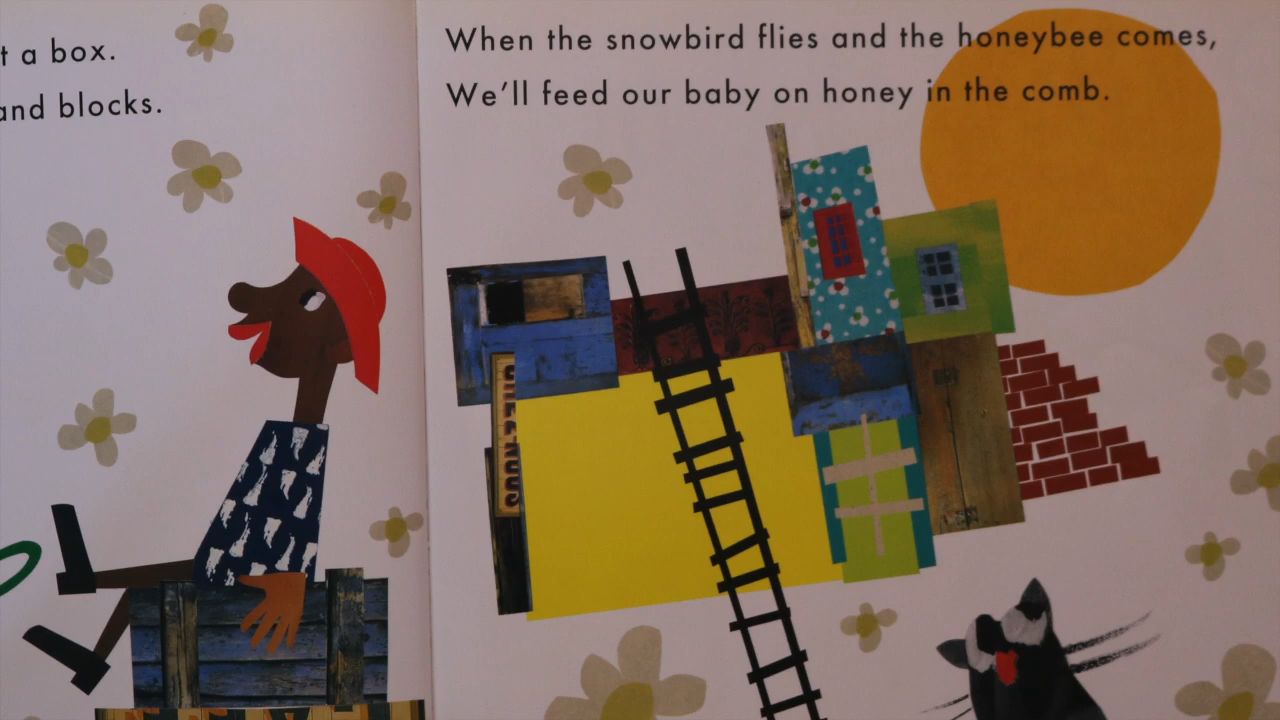 t a box.
and blocks.
When the snowbird flies and the honeybee comes,
We'll feed our baby on honey in the comb.